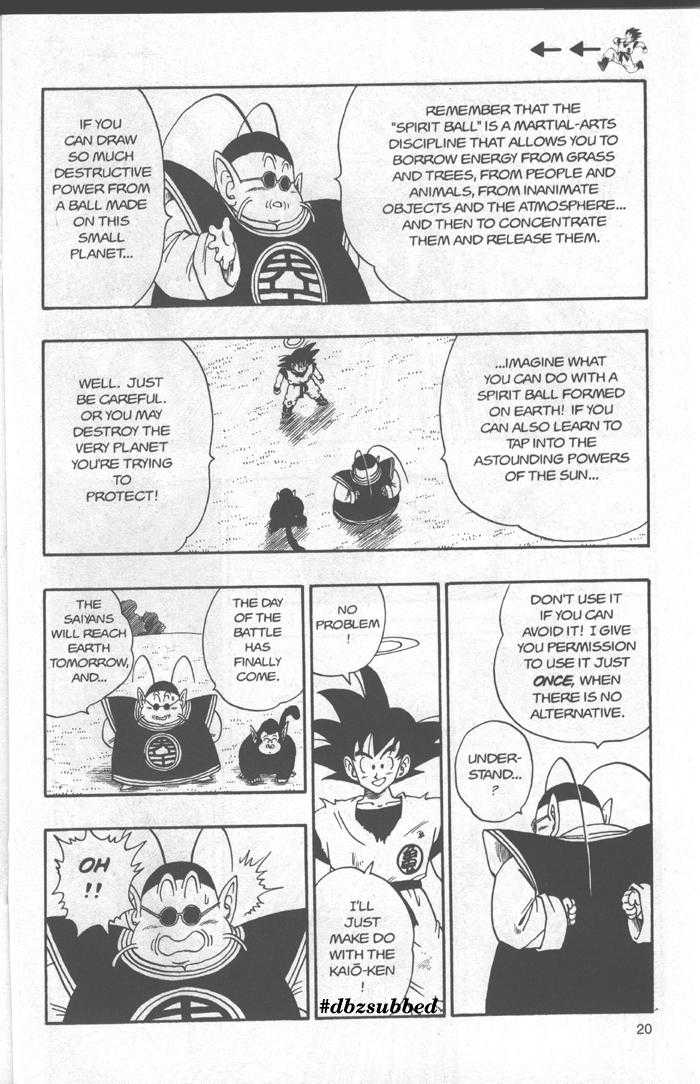 REMEMBER THAT THE
"SPIRIT BALL" IS A MARTIAL-ARTS
DISCIPLINE THAT ALLOWS YOU TO
BORROW ENERGY FROM GRASS
AND TREES, FROM PEOPLE AND
ANIMALS, FROM INANIMATE
OBJECTS AND THE ATMOSPHERE...
AND THEN TO CONCENTRATE
THEM AND RELEASE THEM.
IF YOU
CAN DRAW
SO MUCH
DESTRUCTIVE
POWER FROM
A BALL MADE
ON THIS
SMALL
PLANET...
...IMAGINE WHAT
YOU CAN DO WITH A
SPIRIT BALL FORMED
ON EARTH! IF YOU
CAN ALSO LEARN TO
TAP INTO THE
ASTOUNDING POWERS
OF THE SUN...
WELL. JUST
BE CAREFUL.
OR YOU MAY
DESTROY THE
VERY PLANET
YOU'RE TRYING
TO
PROTECT!
DON'T USE IT
IF YOU CAN
AVOID IT! I GIVE
YOU PERMISSION
TO USE IT JUST
ONCE, WHEN
THERE IS NO
ALTERNATIVE.
UNDER-
STAND...
?
NO
PROBLEM
!
亀
I'LL
JUST
MAKE DO
WITH THE
KAIŌ-KEN
!
THE DAY
OF THE
BATTLE
HAS
FINALLY
COME.
THE
SAIYANS
WILL REACH
EARTH
TOMORROW,
AND...
OH
!!
#dbzsubbed
20